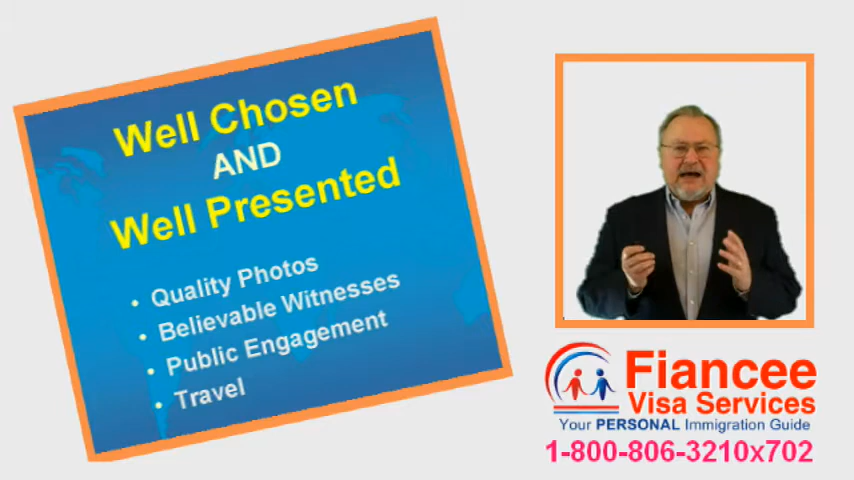 Well Chosen
AND
Well Presented
• Quality Photos
• Believable Witnesses
• Public Engagement
• Travel
Fiancee
Visa Services
Your PERSONAL Immigration Guide
1-800-806-3210x702